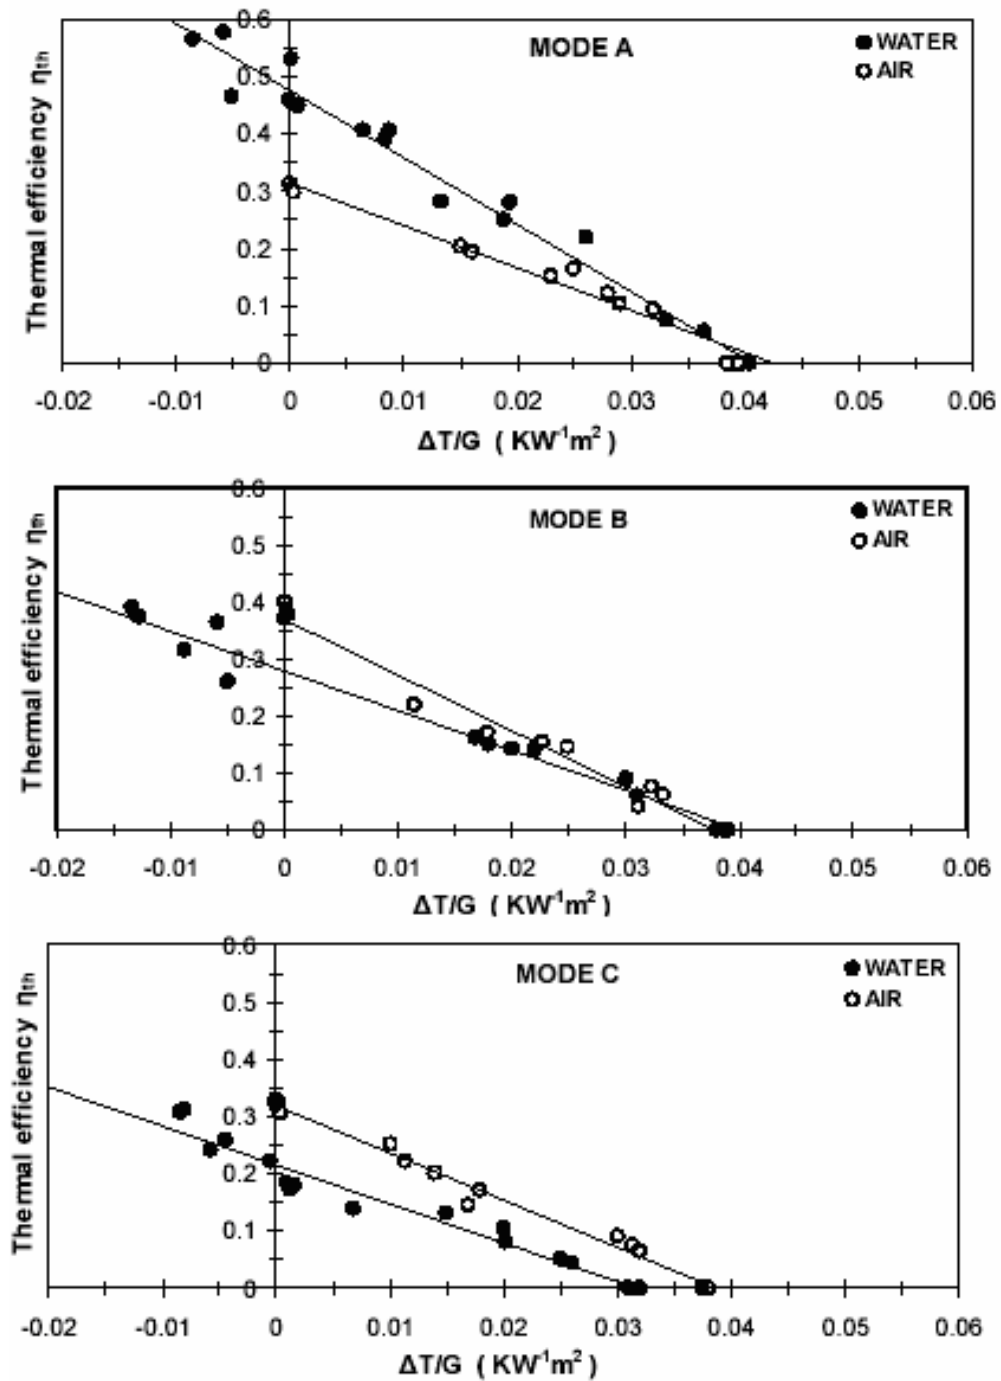 0.6
MODE A
WATER
AIR
0.5
0.4
0.3
0.2
0.1
0
Thermal efficiency ηth
-0.02 -0.01 0 0.01 0.02 0.03 0.04 0.05 0.06
ΔT/G ( KW⁻¹m² )
0.6
MODE B
WATER
AIR
0.5
0.4
0.3
0.2
0.1
0
Thermal efficiency ηth
-0.02 -0.01 0 0.01 0.02 0.03 0.04 0.05 0.06
ΔT/G ( KW⁻¹m² )
0.6
MODE C
WATER
AIR
0.5
0.4
0.3
0.2
0.1
0
Thermal efficiency ηth
-0.02 -0.01 0 0.01 0.02 0.03 0.04 0.05 0.06
ΔT/G ( KW⁻¹m² )